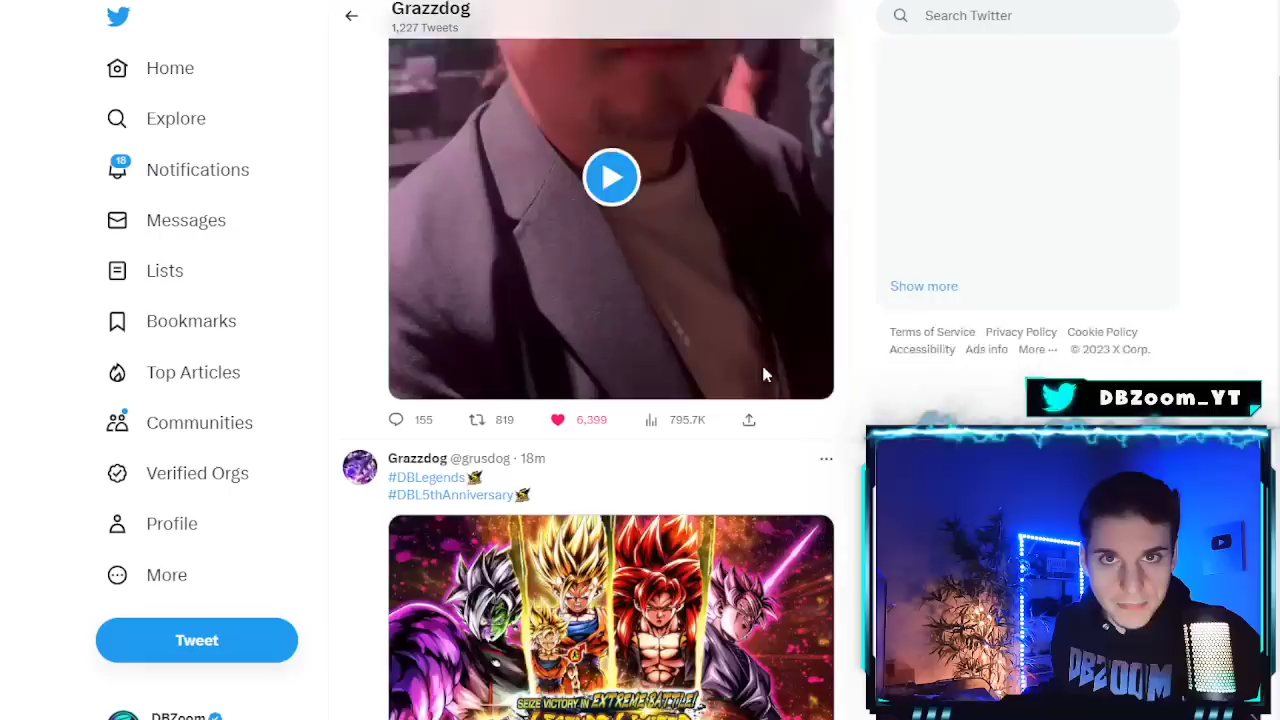 Grazzdog
1,227 Tweets
Search Twitter
Home
Explore
18
Notifications
Messages
Lists
Bookmarks
Top Articles
Communities
Verified Orgs
Profile
More
Tweet
DBZoom
155 819 6,399 795.7K
Grazzdog @grusdog · 18m
#DBLegends
#DBL5thAnniversary
SEIZE VICTORY IN EXTREME BATTLE!
Show more
Terms of Service Privacy Policy Cookie Policy
Accessibility Ads info More ··· © 2023 X Corp.
DBZoom_YT
DBZOOM